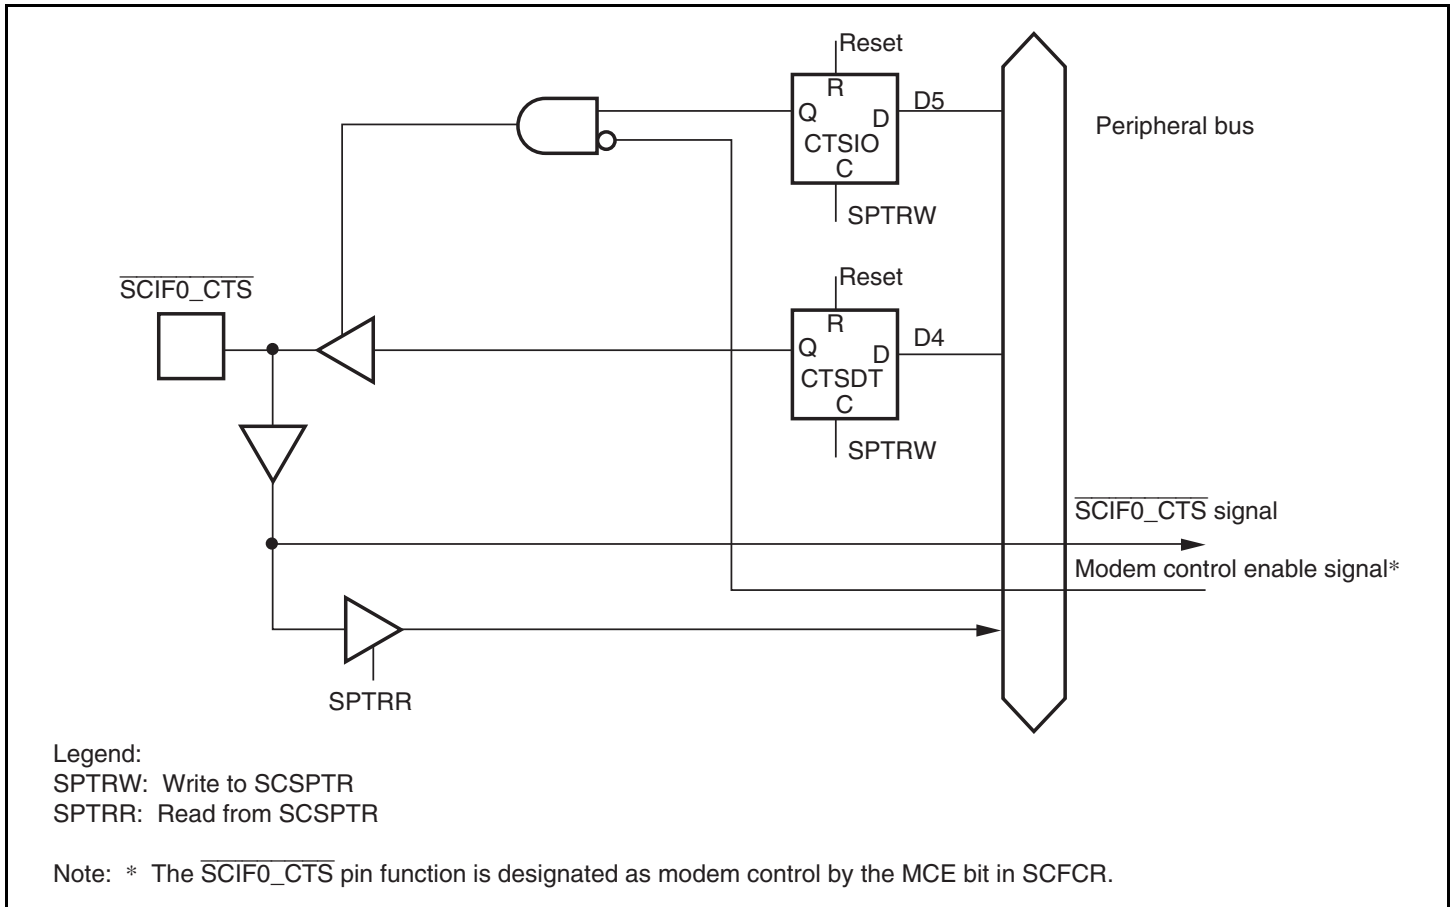 Reset
R
Q
D
D5
CTSIO
C
SPTRW
Peripheral bus
SCIF0_CTS
Reset
R
Q
D
D4
CTSDT
C
SPTRW
SCIF0_CTS signal
Modem control enable signal*
SPTRR
Legend:
SPTRW: Write to SCSPTR
SPTRR: Read from SCSPTR
Note: * The SCIF0_CTS pin function is designated as modem control by the MCE bit in SCFCR.